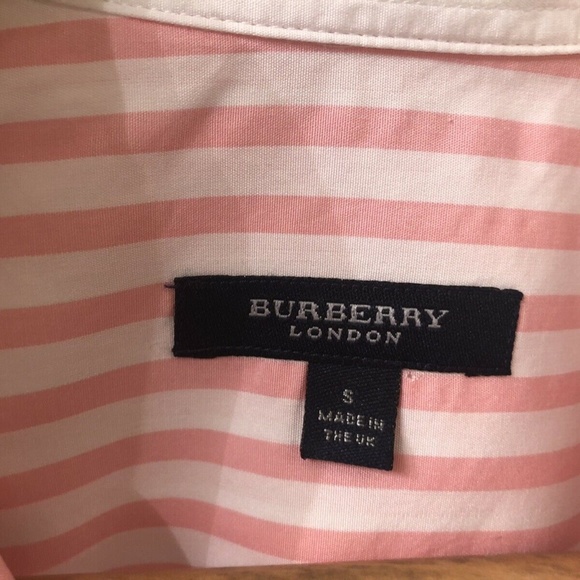 BURBERRY
LONDON
S
MADE IN
THE UK